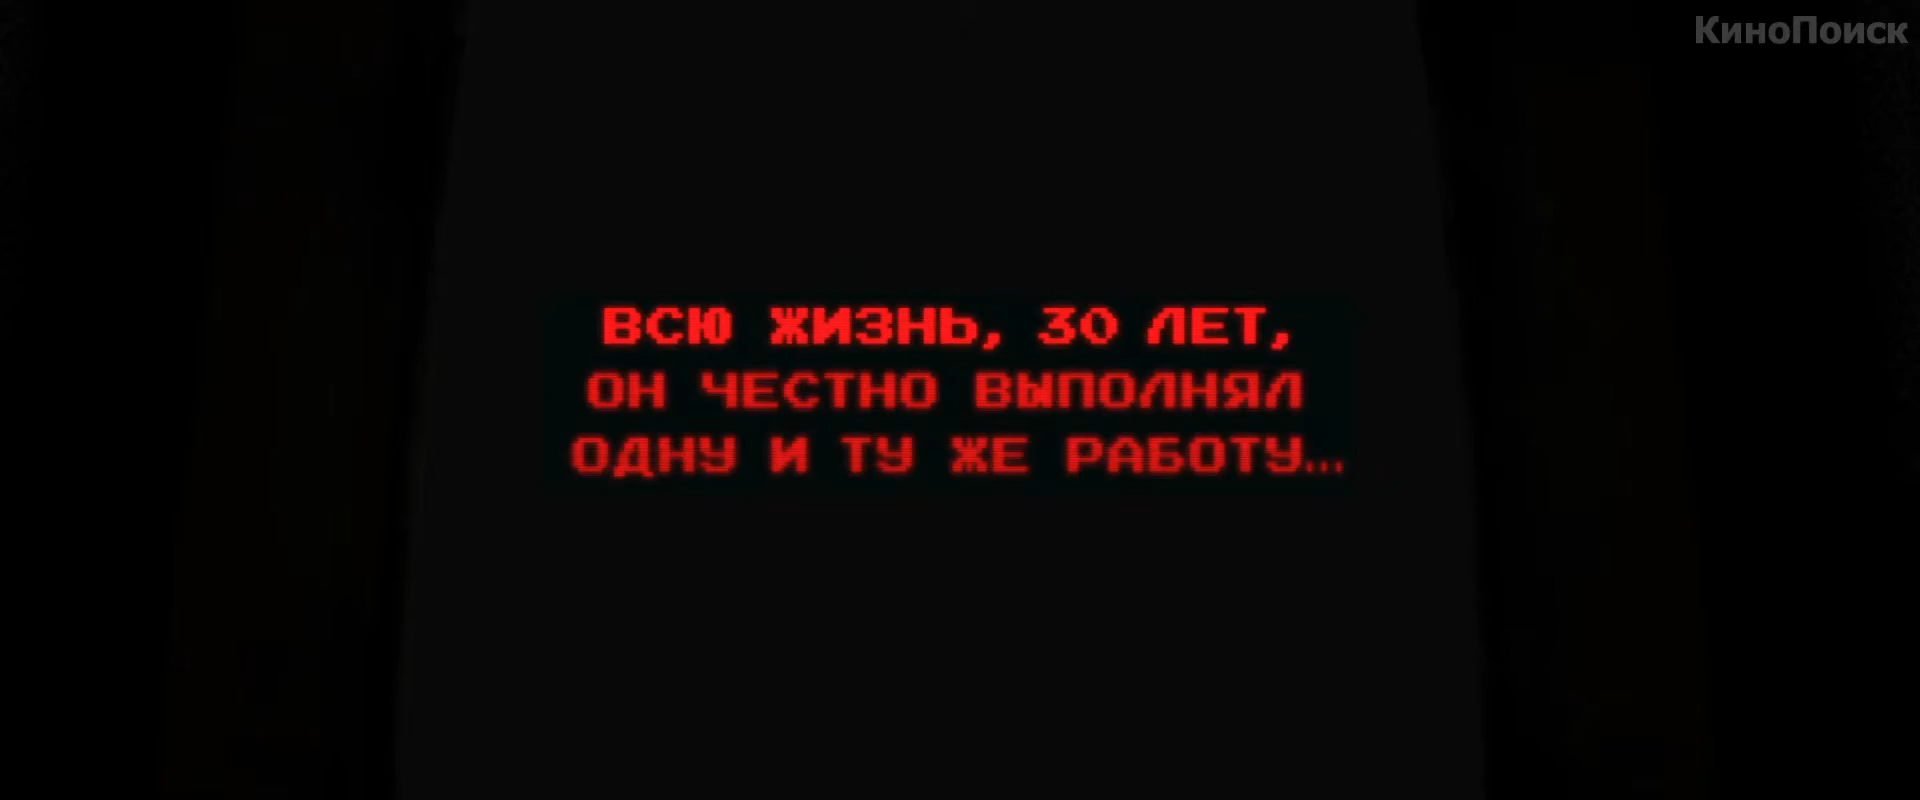 КиноПоиск
ВСЮ ЖИЗНЬ, 30 ЛЕТ,
ОН ЧЕСТНО ВЫПОЛНЯЛ
ОДНУ И ТУ ЖЕ РАБОТУ...